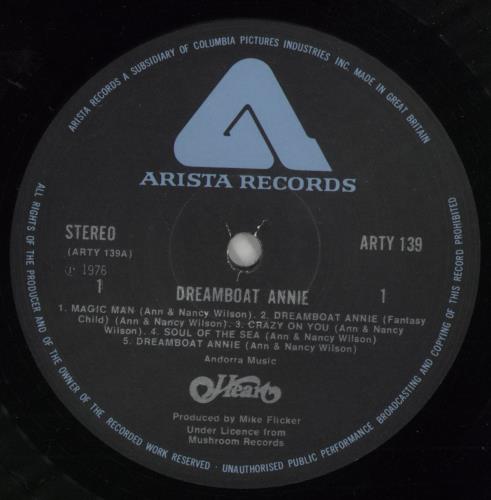 ARISTA RECORDS A SUBSIDIARY OF COLUMBIA PICTURES INDUSTRIES INC. MADE IN GREAT BRITAIN
ARISTA RECORDS
STEREO
(ARTY 139A)
℗ 1976
1
ARTY 139
1
DREAMBOAT ANNIE
1. MAGIC MAN (Ann & Nancy Wilson). 2. DREAMBOAT ANNIE (Fantasy
Child) (Ann & Nancy Wilson). 3. CRAZY ON YOU (Ann & Nancy
Wilson). 4. SOUL OF THE SEA (Ann & Nancy Wilson)
5. DREAMBOAT ANNIE (Ann & Nancy Wilson)
Andorra Music
Heart
Produced by Mike Flicker
Under Licence from
Mushroom Records
ALL RIGHTS OF THE PRODUCER AND OF THE OWNER OF THE RECORDED WORK RESERVED · UNAUTHORISED PUBLIC PERFORMANCE BROADCASTING AND COPYING OF THIS RECORD PROHIBITED